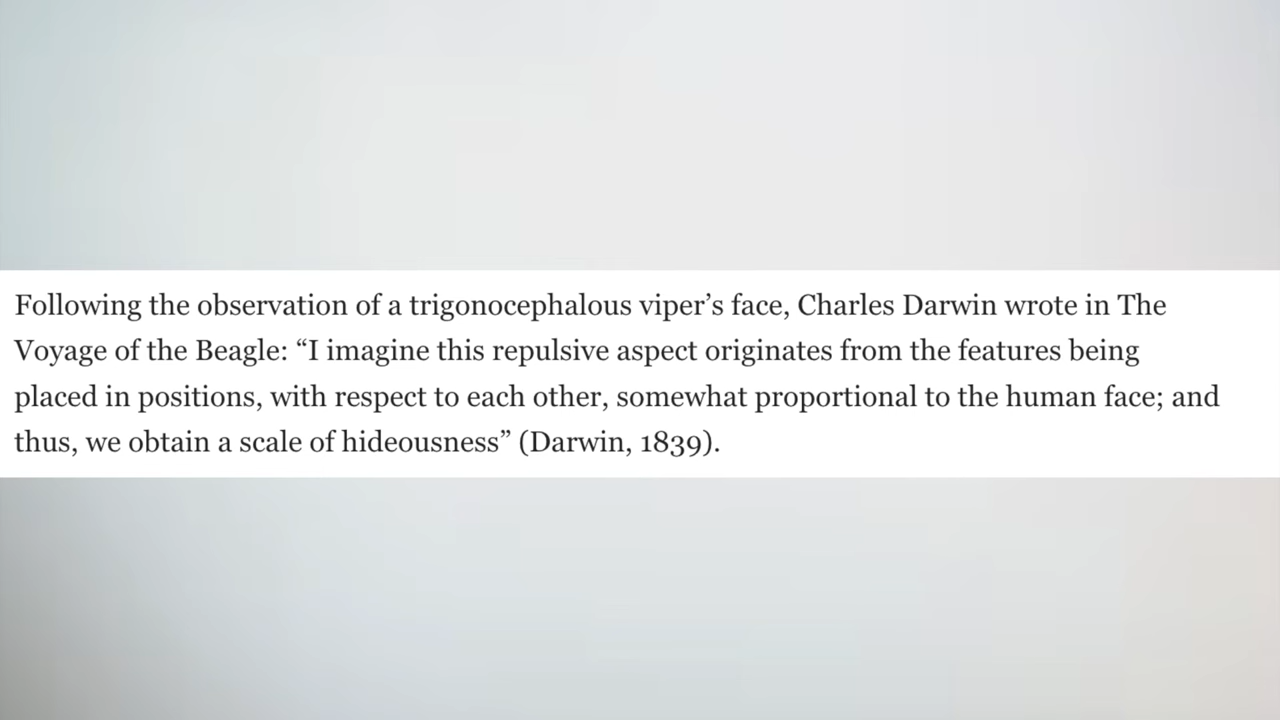 Following the observation of a trigonocephalous viper’s face, Charles Darwin wrote in The
Voyage of the Beagle: “I imagine this repulsive aspect originates from the features being
placed in positions, with respect to each other, somewhat proportional to the human face; and
thus, we obtain a scale of hideousness” (Darwin, 1839).